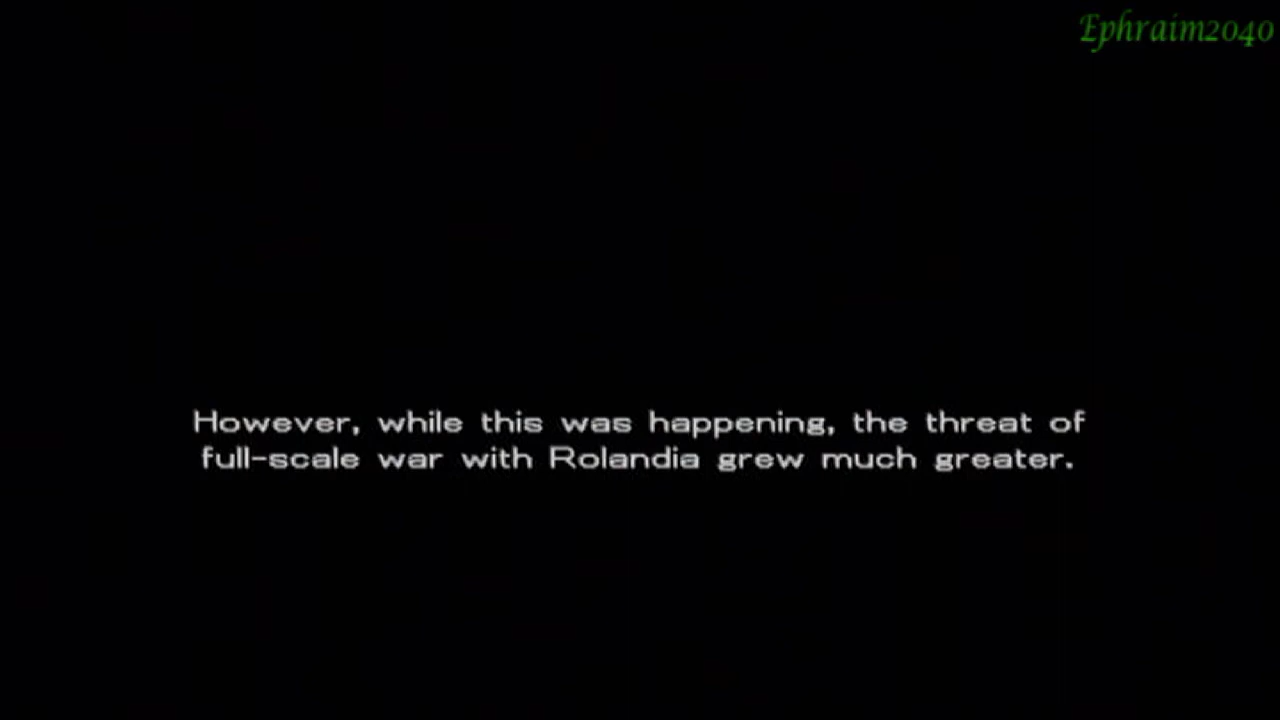 Ephraim2040
However, while this was happening, the threat of
full-scale war with Rolandia grew much greater.